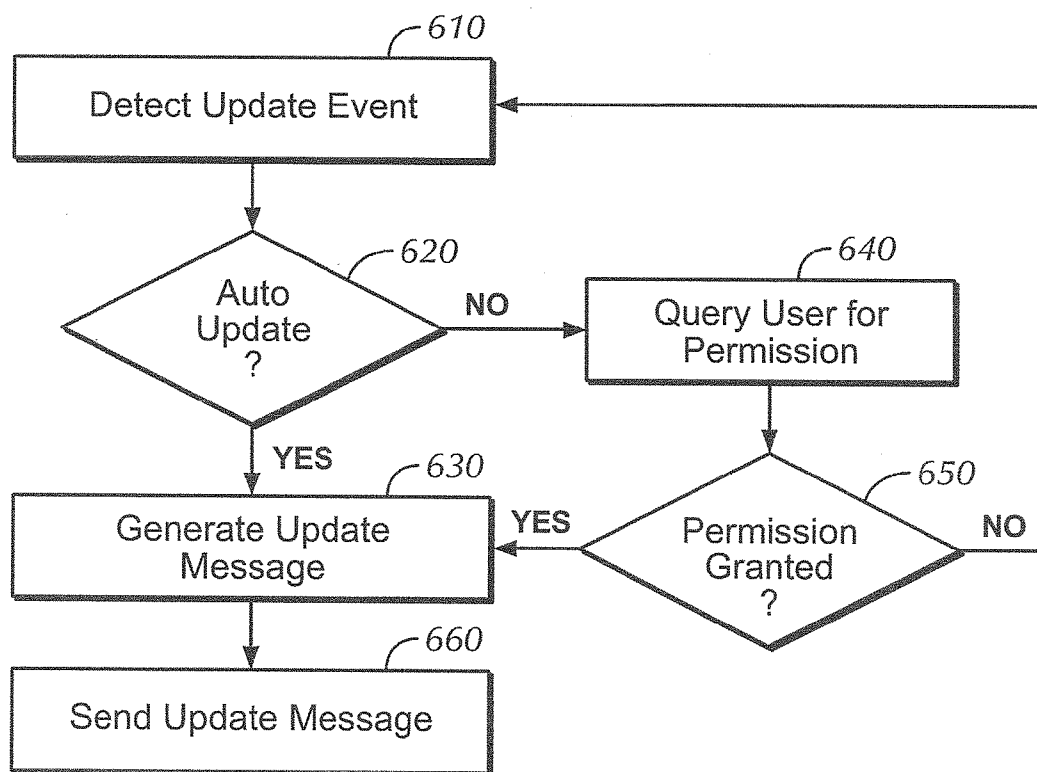 610
Detect Update Event
620
Auto
Update
?
NO
640
Query User for
Permission
YES
630
Generate Update
Message
YES
650
Permission
Granted
?
NO
660
Send Update Message